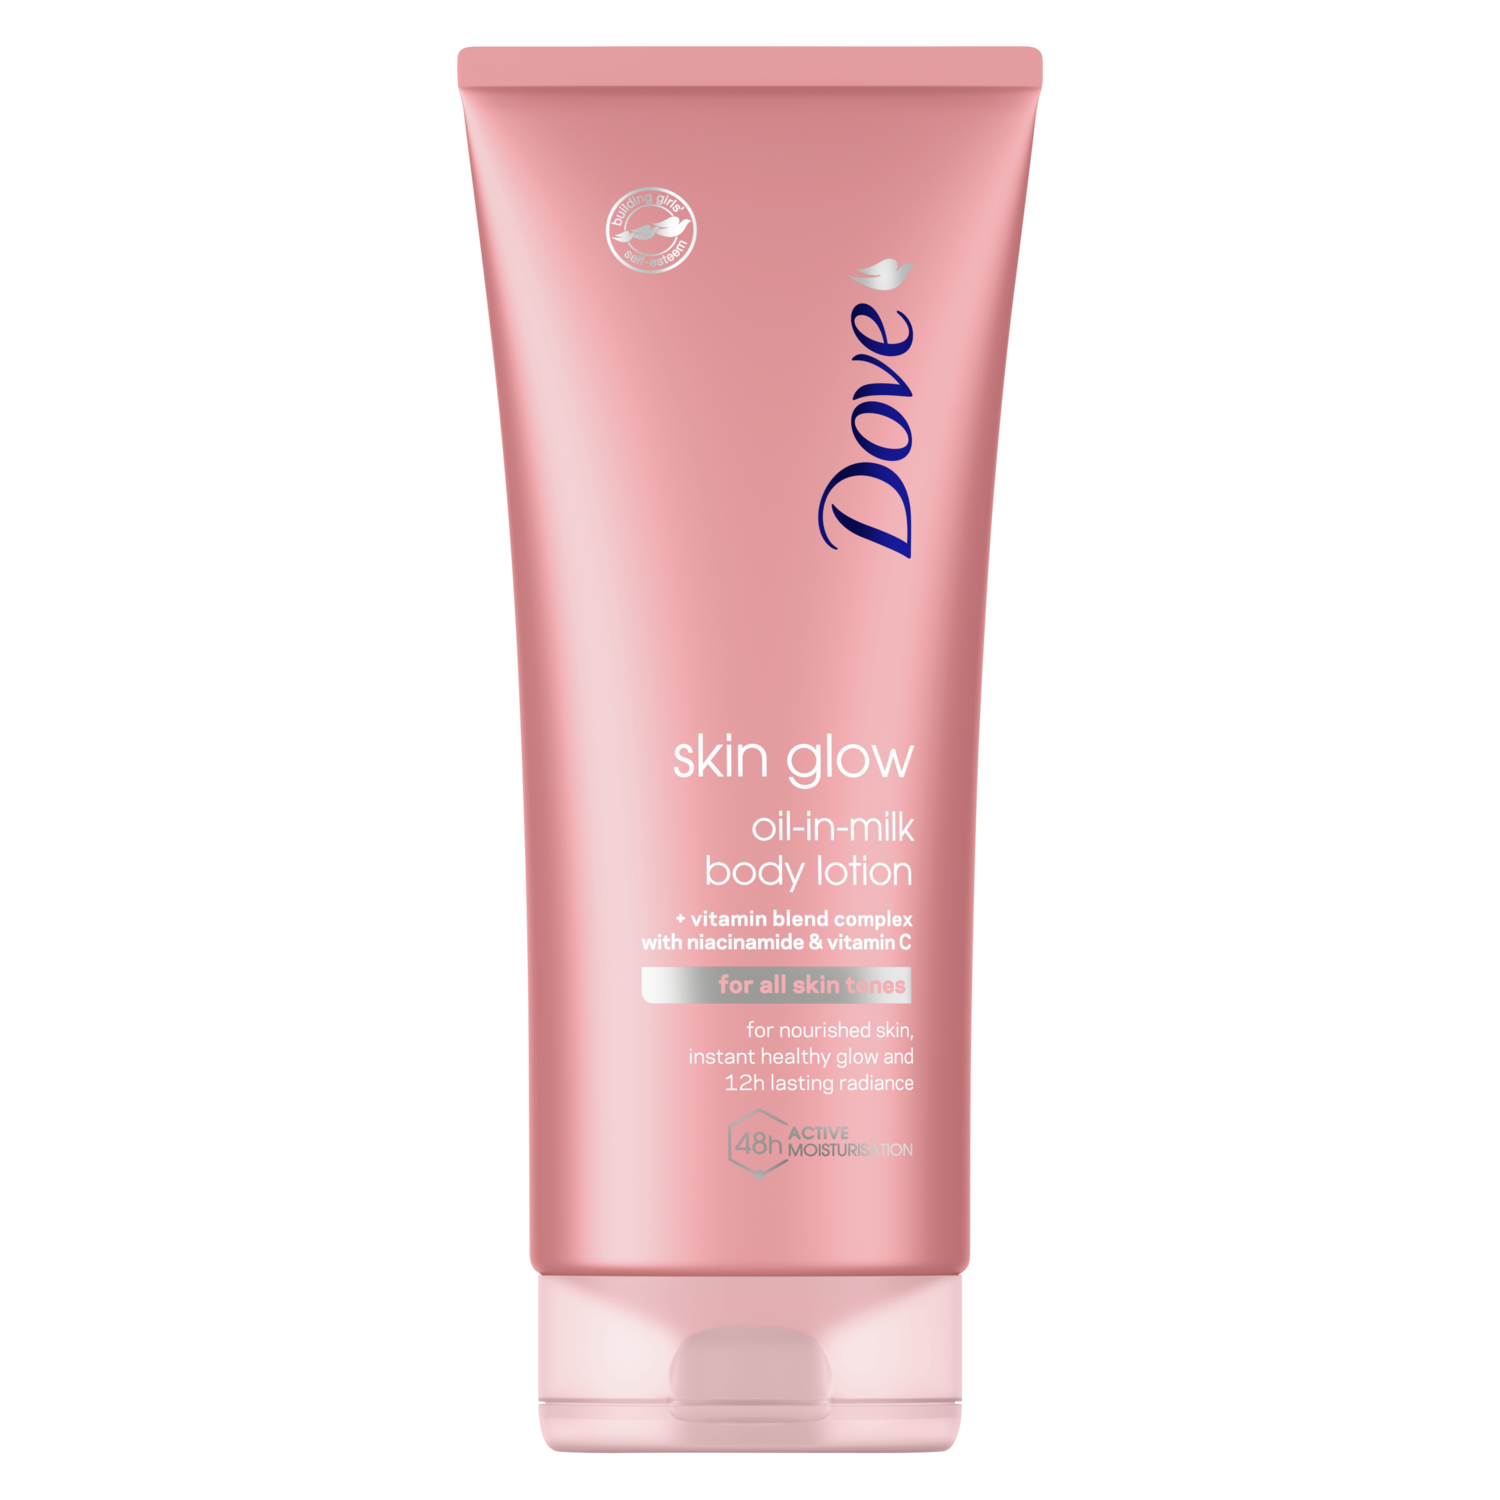 building girls'
self-esteem
Dove
skin glow
oil-in-milk
body lotion
+ vitamin blend complex
with niacinamide & vitamin C
for all skin tones
for nourished skin,
instant healthy glow and
12h lasting radiance
48h ACTIVE
MOISTURISATION